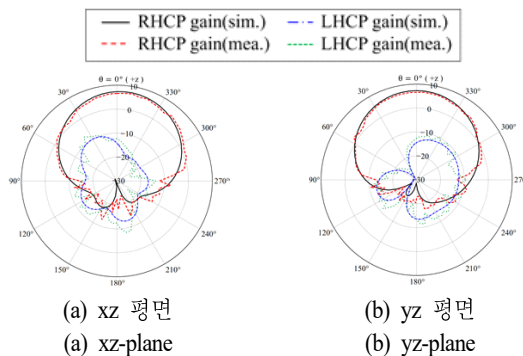 RHCP gain(sim.) LHCP gain(sim.)
RHCP gain(mea.) LHCP gain(mea.)
θ = 0° (+z) θ = 0° (+z)
30° 10 330° 30° 10 330°
0 0
60° −10 300° 60° −10 300°
−20 −20
90° −30 270° 90° −30 270°
120° 240° 120° 240°
150° 210° 150° 210°
180° 180°
(a) xz 평면 (b) yz 평면
(a) xz-plane (b) yz-plane